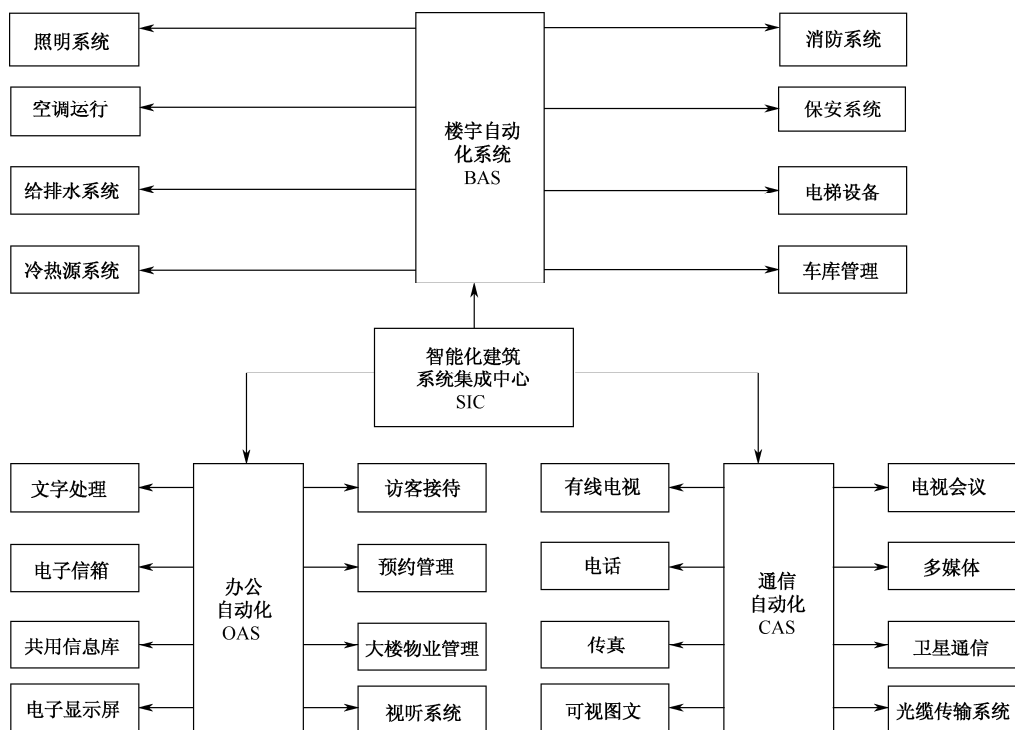 照明系统
消防系统
空调运行
保安系统
楼宇自动
化系统
BAS
给排水系统
电梯设备
冷热源系统
车库管理
智能化建筑
系统集成中心
SIC
文字处理
访客接待
有线电视
电视会议
电子信箱
预约管理
电话
多媒体
办公
自动化
OAS
通信
自动化
CAS
共用信息库
大楼物业管理
传真
卫星通信
电子显示屏
视听系统
可视图文
光缆传输系统